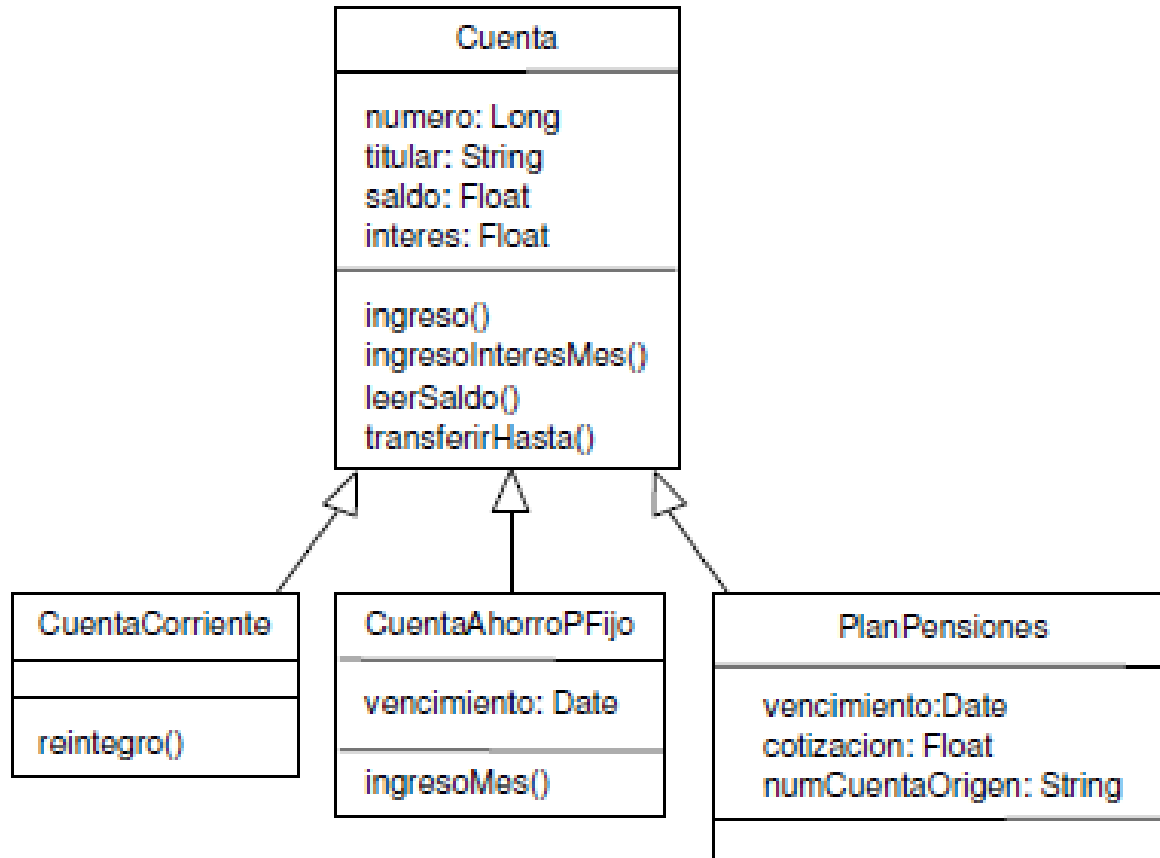 Cuenta
numero: Long
titular: String
saldo: Float
interes: Float
ingreso()
ingresoInteresMes()
leerSaldo()
transferirHasta()
CuentaCorriente
reintegro()
CuentaAhorroPFijo
vencimiento: Date
ingresoMes()
PlanPensiones
vencimiento:Date
cotizacion: Float
numCuentaOrigen: String